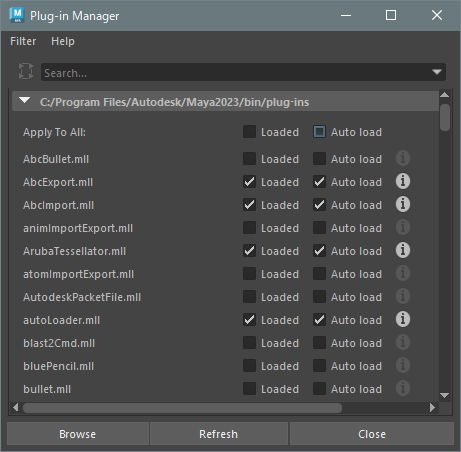 Plug-in Manager
Filter Help
Search...
C:/Program Files/Autodesk/Maya2023/bin/plug-ins
Apply To All: Loaded Auto load
AbcBullet.mll Loaded Auto load
AbcExport.mll Loaded Auto load
AbcImport.mll Loaded Auto load
animImportExport.mll Loaded Auto load
ArubaTessellator.mll Loaded Auto load
atomImportExport.mll Loaded Auto load
AutodeskPacketFile.mll Loaded Auto load
autoLoader.mll Loaded Auto load
blast2Cmd.mll Loaded Auto load
bluePencil.mll Loaded Auto load
bullet.mll Loaded Auto load
Browse Refresh Close